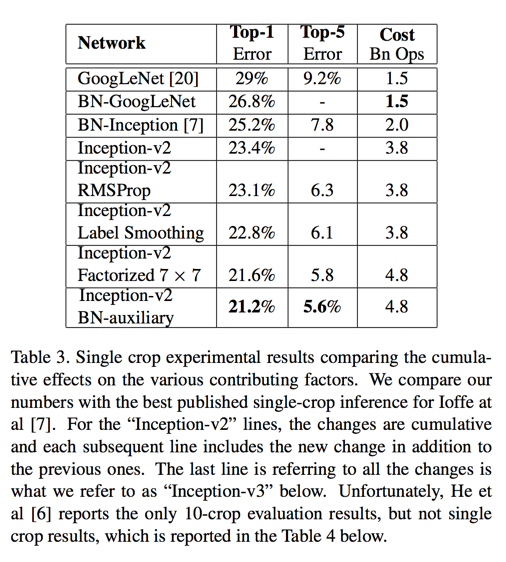 Network Top-1 Error Top-5 Error Cost Bn Ops
GoogLeNet [20] 29% 9.2% 1.5
BN-GoogLeNet 26.8% - 1.5
BN-Inception [7] 25.2% 7.8 2.0
Inception-v2 23.4% - 3.8
Inception-v2
RMSProp 23.1% 6.3 3.8
Inception-v2
Label Smoothing 22.8% 6.1 3.8
Inception-v2
Factorized 7 × 7 21.6% 5.8 4.8
Inception-v2
BN-auxiliary 21.2% 5.6% 4.8
Table 3. Single crop experimental results comparing the cumula-
tive effects on the various contributing factors. We compare our
numbers with the best published single-crop inference for Ioffe at
al [7]. For the “Inception-v2” lines, the changes are cumulative
and each subsequent line includes the new change in addition to
the previous ones. The last line is referring to all the changes is
what we refer to as “Inception-v3” below. Unfortunately, He et
al [6] reports the only 10-crop evaluation results, but not single
crop results, which is reported in the Table 4 below.